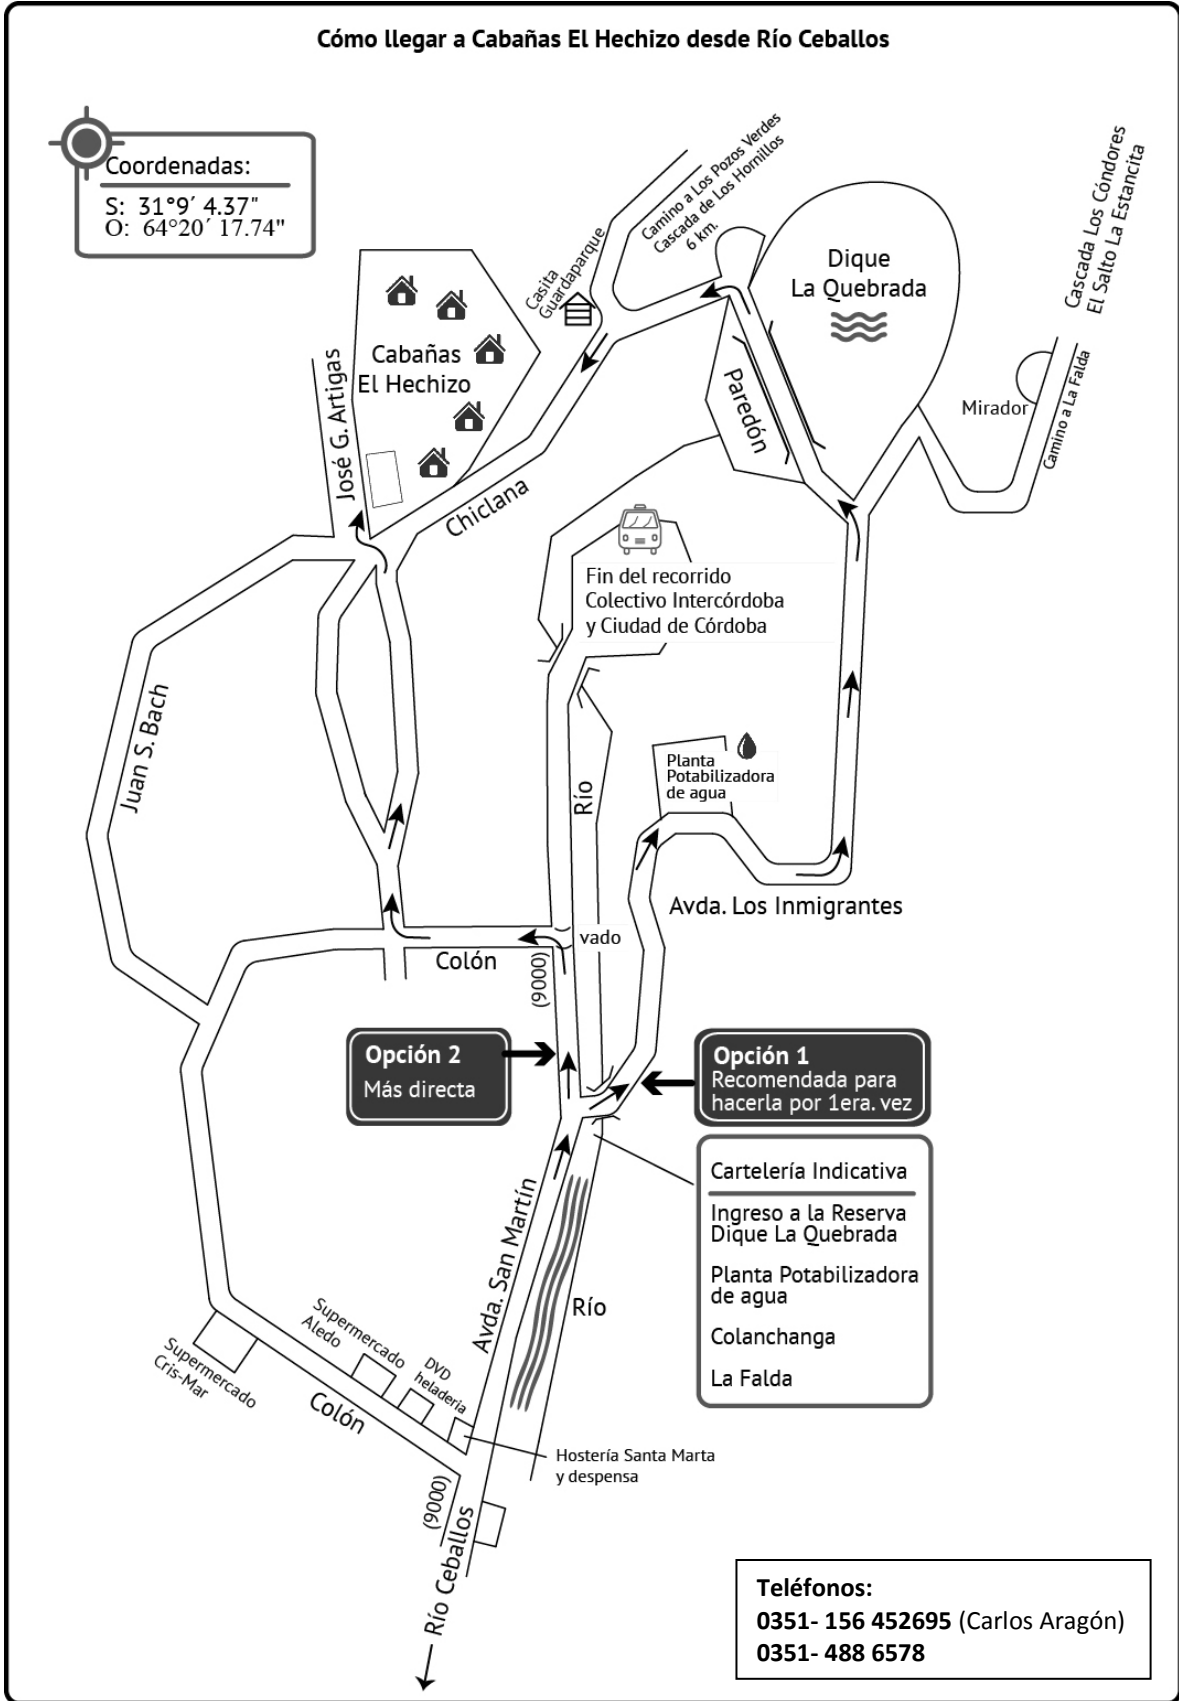 Cómo llegar a Cabañas El Hechizo desde Río Ceballos
Coordenadas:
S: 31°9´ 4.37"
O: 64°20´ 17.74"
Camino a Los Pozos Verdes
Cascada de Los Hornillos
6 km.
Casita
Guardaparque
Dique
La Quebrada
Cascada Los Cóndores
El Salto La Estancita
Mirador
Camino a La Falda
Cabañas
El Hechizo
José G. Artigas
Paredón
Chiclana
Fin del recorrido
Colectivo Intercórdoba
y Ciudad de Córdoba
Juan S. Bach
Río
Planta
Potabilizadora
de agua
Avda. Los Inmigrantes
vado
Colón
(9000)
Opción 2
Más directa
Opción 1
Recomendada para
hacerla por 1era. vez
Cartelería Indicativa
Ingreso a la Reserva
Dique La Quebrada
Planta Potabilizadora
de agua
Colanchanga
La Falda
Avda. San Martín
Río
Supermercado
Aledo
DVD
heladeria
Supermercado
Cris-Mar
Colón
Hostería Santa Marta
y despensa
(9000)
Río Ceballos
Teléfonos:
0351- 156 452695 (Carlos Aragón)
0351- 488 6578